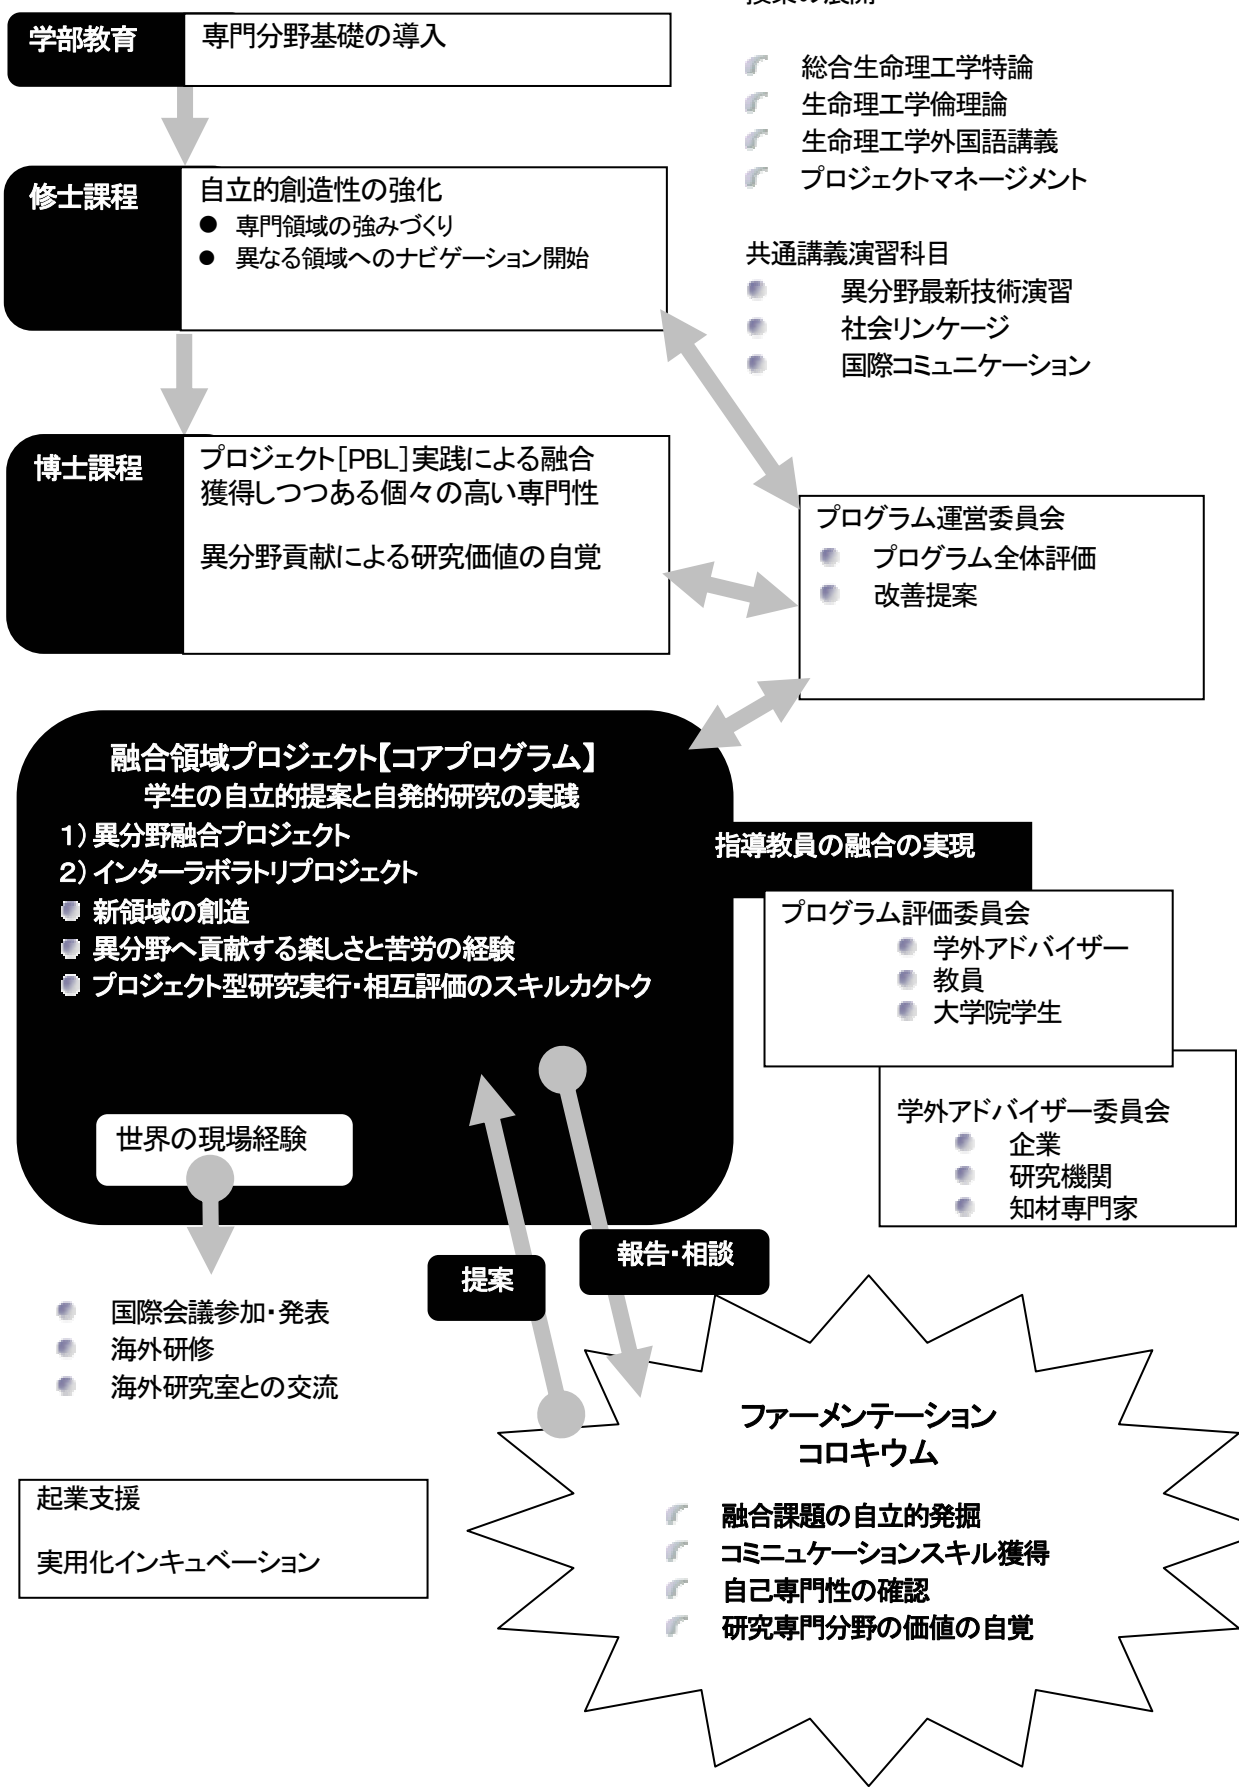 学部教育
専門分野基礎の導入
総合生命理工学特論
生命理工学倫理論
生命理工学外国語講義
プロジェクトマネージメント
修士課程
自立的創造性の強化
● 専門領域の強みづくり
● 異なる領域へのナビゲーション開始
共通講義演習科目
異分野最新技術演習
社会リンケージ
国際コミュニケーション
博士課程
プロジェクト[PBL]実践による融合
獲得しつつある個々の高い専門性
異分野貢献による研究価値の自覚
プログラム運営委員会
プログラム全体評価
改善提案
融合領域プロジェクト【コアプログラム】
学生の自立的提案と自発的研究の実践
1）異分野融合プロジェクト
2）インターラボラトリプロジェクト
新領域の創造
異分野へ貢献する楽しさと苦労の経験
プロジェクト型研究実行・相互評価のスキルカクトク
指導教員の融合の実現
プログラム評価委員会
学外アドバイザー
教員
大学院学生
学外アドバイザー委員会
企業
研究機関
知材専門家
世界の現場経験
提案
報告・相談
国際会議参加・発表
海外研修
海外研究室との交流
ファーメンテーション
コロキウム
融合課題の自立的発掘
コミニュケーションスキル獲得
自己専門性の確認
研究専門分野の価値の自覚
起業支援
実用化インキュベーション